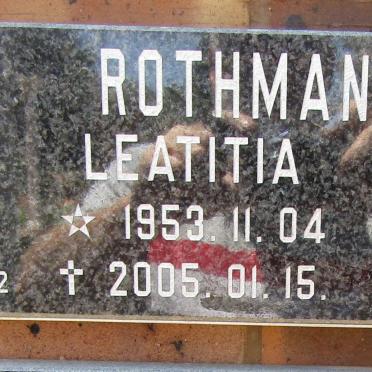 ROTHMAN
LEATITIA
☆ 1953.11.04
2 † 2005.01.15.